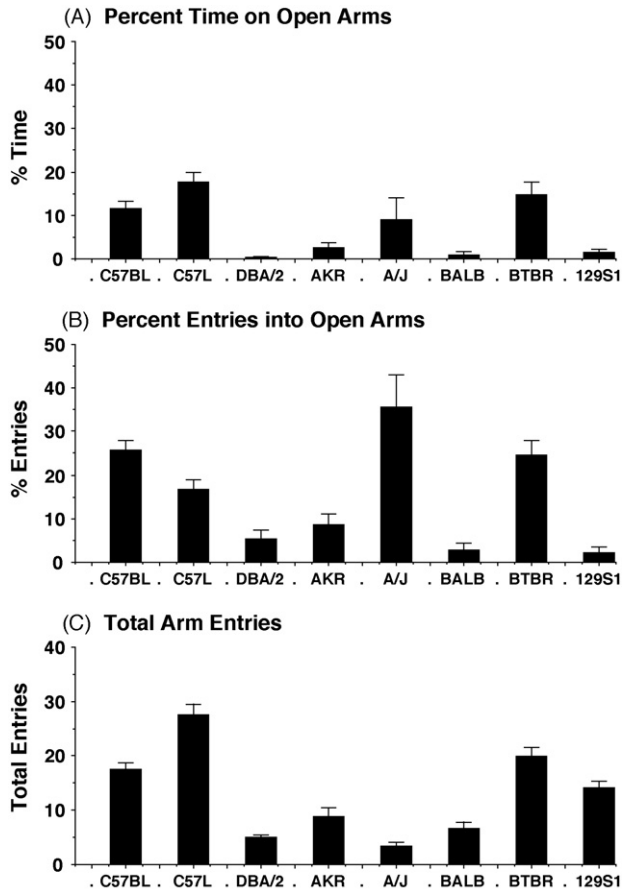 (A) Percent Time on Open Arms
50
40
30
20
10
0
% Time
. C57BL . C57L . DBA/2 . AKR . A/J . BALB . BTBR . 129S1
(B) Percent Entries into Open Arms
50
40
30
20
10
0
% Entries
. C57BL . C57L . DBA/2 . AKR . A/J . BALB . BTBR . 129S1
(C) Total Arm Entries
40
30
20
10
0
Total Entries
. C57BL . C57L . DBA/2 . AKR . A/J . BALB . BTBR . 129S1